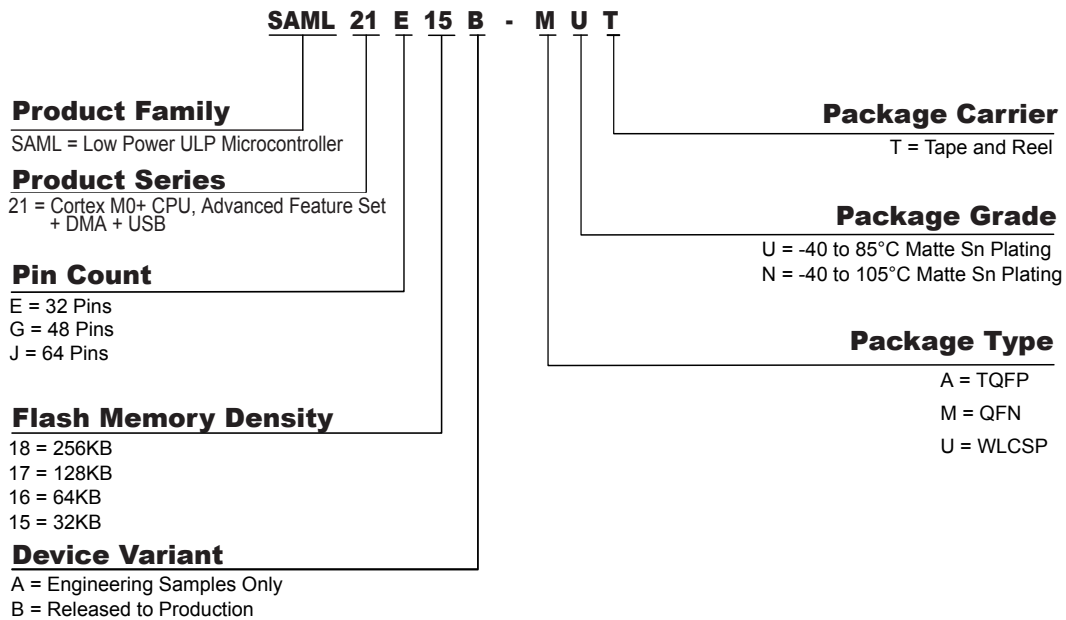 SAML 21 E 15 B - M U T
Product Family
SAML = Low Power ULP Microcontroller
Product Series
21 = Cortex M0+ CPU, Advanced Feature Set
+ DMA + USB
Pin Count
E = 32 Pins
G = 48 Pins
J = 64 Pins
Flash Memory Density
18 = 256KB
17 = 128KB
16 = 64KB
15 = 32KB
Device Variant
A = Engineering Samples Only
B = Released to Production
Package Carrier
T = Tape and Reel
Package Grade
U = -40 to 85°C Matte Sn Plating
N = -40 to 105°C Matte Sn Plating
Package Type
A = TQFP
M = QFN
U = WLCSP